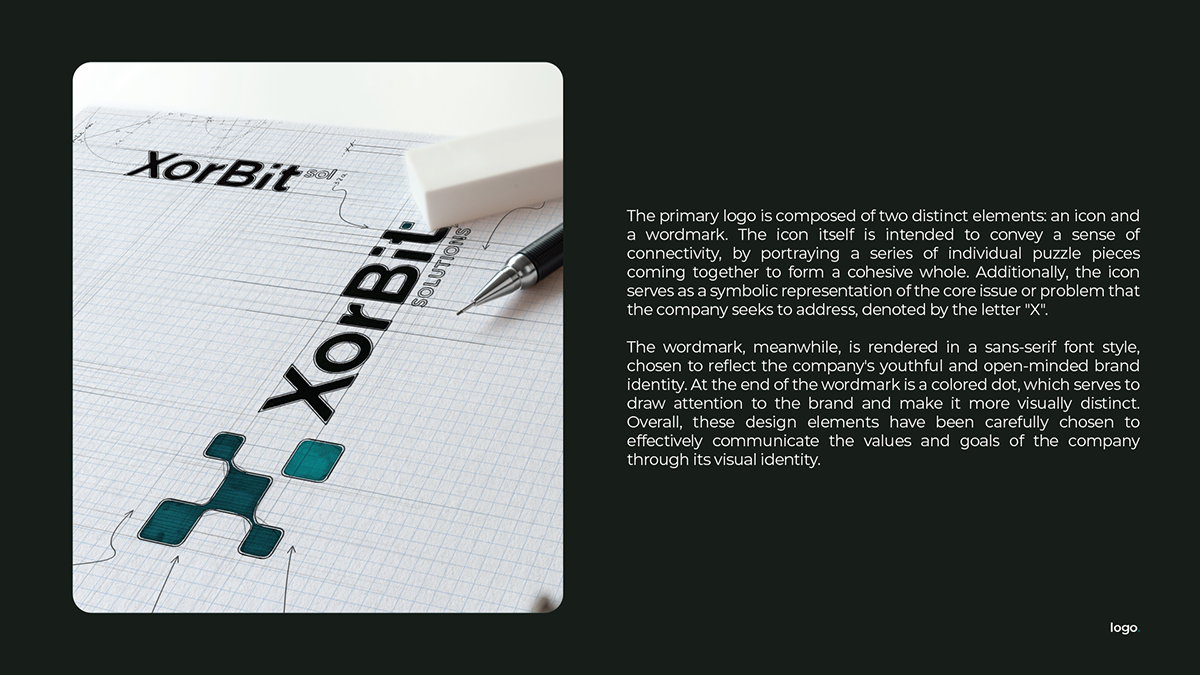 XorBit sol
XorBit
SOLUTIONS
The primary logo is composed of two distinct elements: an icon and
a wordmark. The icon itself is intended to convey a sense of
connectivity, by portraying a series of individual puzzle pieces
coming together to form a cohesive whole. Additionally, the icon
serves as a symbolic representation of the core issue or problem that
the company seeks to address, denoted by the letter "X".
The wordmark, meanwhile, is rendered in a sans-serif font style,
chosen to reflect the company's youthful and open-minded brand
identity. At the end of the wordmark is a colored dot, which serves to
draw attention to the brand and make it more visually distinct.
Overall, these design elements have been carefully chosen to
effectively communicate the values and goals of the company
through its visual identity.
logo.